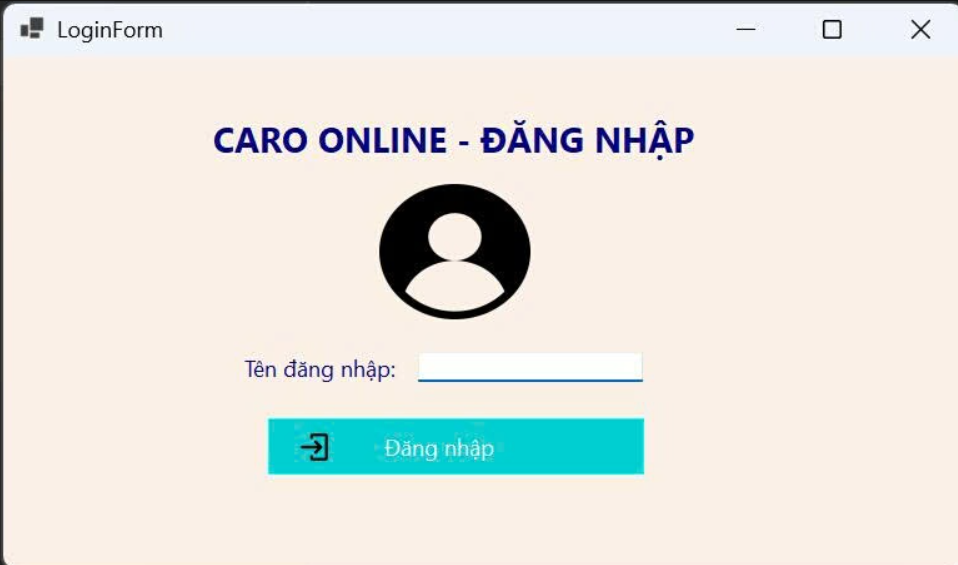 LoginForm
CARO ONLINE - ĐĂNG NHẬP
Tên đăng nhập:
Đăng nhập